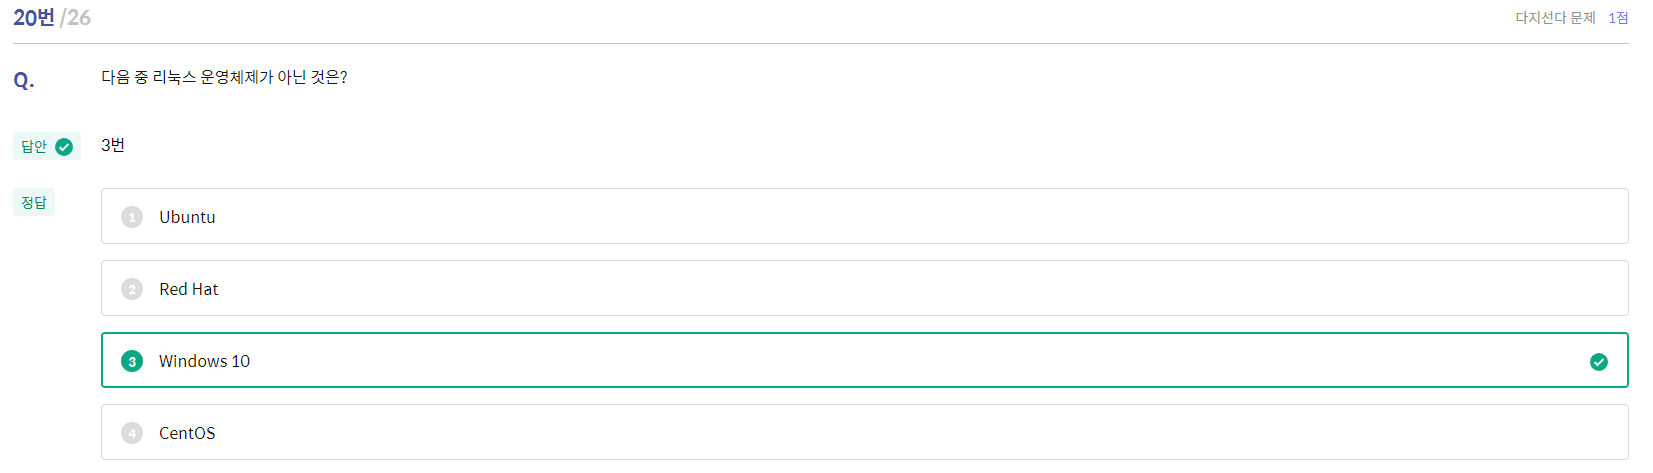 20번 /26
다지선다 문제 1점
Q. 다음 중 리눅스 운영체제가 아닌 것은?
답안 3번
정답
1 Ubuntu
2 Red Hat
3 Windows 10
4 CentOS